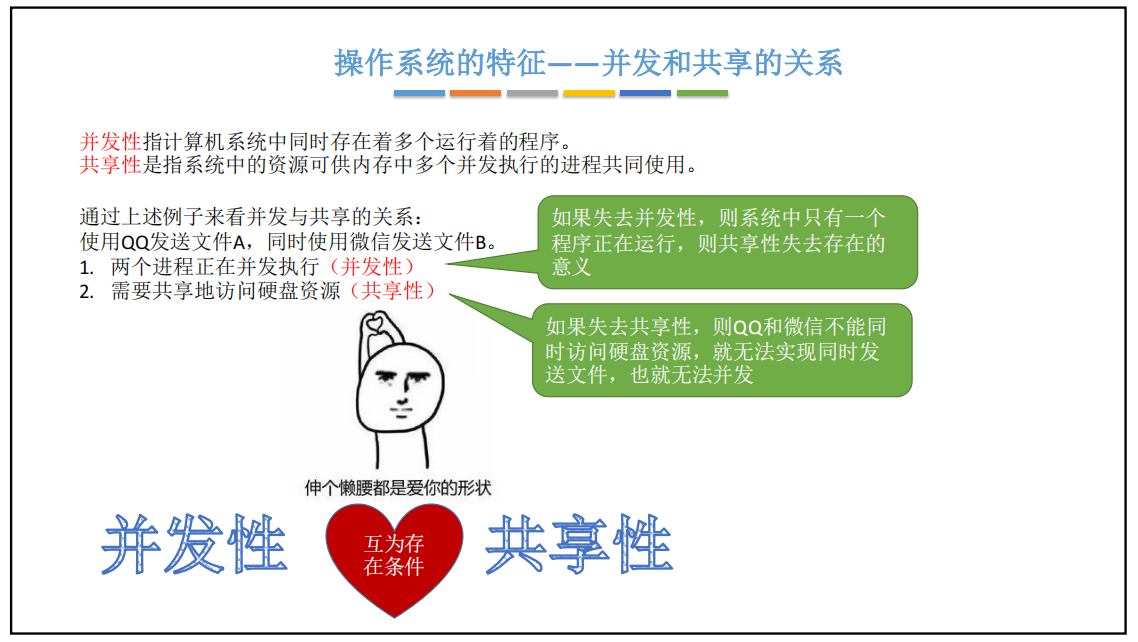 操作系统的特征——并发和共享的关系
并发性指计算机系统中同时存在着多个运行着的程序。
共享性是指系统中的资源可供内存中多个并发执行的进程共同使用。
通过上述例子来看并发与共享的关系：
使用QQ发送文件A，同时使用微信发送文件B。
1. 两个进程正在并发执行（并发性）
2. 需要共享地访问硬盘资源（共享性）
如果失去并发性，则系统中只有一个
程序正在运行，则共享性失去存在的
意义
如果失去共享性，则QQ和微信不能同
时访问硬盘资源，就无法实现同时发
送文件，也就无法并发
伸个懒腰都是爱你的形状
并发性
互为存
在条件
共享性